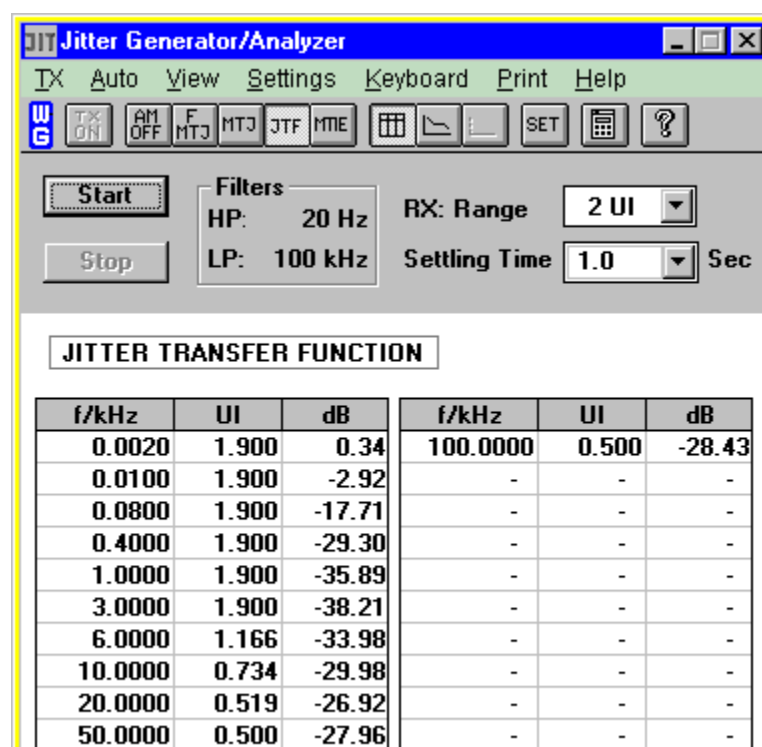 JIT Jitter Generator/Analyzer
TX Auto View Settings Keyboard Print Help
WG TX ON AM OFF F MTJ MTJ JTF MTIE SET ?
Start
Stop
Filters
HP: 20 Hz
LP: 100 kHz
RX: Range 2 UI
Settling Time 1.0 Sec
JITTER TRANSFER FUNCTION
f/kHz UI dB f/kHz UI dB
0.0020 1.900 0.34 100.0000 0.500 -28.43
0.0100 1.900 -2.92 - - -
0.0800 1.900 -17.71 - - -
0.4000 1.900 -29.30 - - -
1.0000 1.900 -35.89 - - -
3.0000 1.900 -38.21 - - -
6.0000 1.166 -33.98 - - -
10.0000 0.734 -29.98 - - -
20.0000 0.519 -26.92 - - -
50.0000 0.500 -27.96 - - -